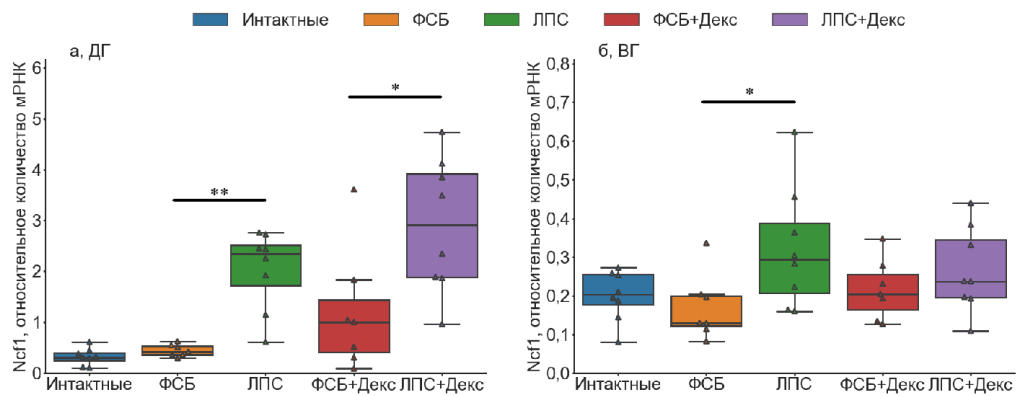 Интактные ФСБ ЛПС ФСБ+Декс ЛПС+Декс
а, ДГ
Ncf1, относительное количество мРНК
6
5
4
3
2
1
0
**
*
Интактные ФСБ ЛПС ФСБ+Декс ЛПС+Декс
б, ВГ
Ncf1, относительное количество мРНК
0,8
0,7
0,6
0,5
0,4
0,3
0,2
0,1
0,0
*
Интактные ФСБ ЛПС ФСБ+Декс ЛПС+Декс